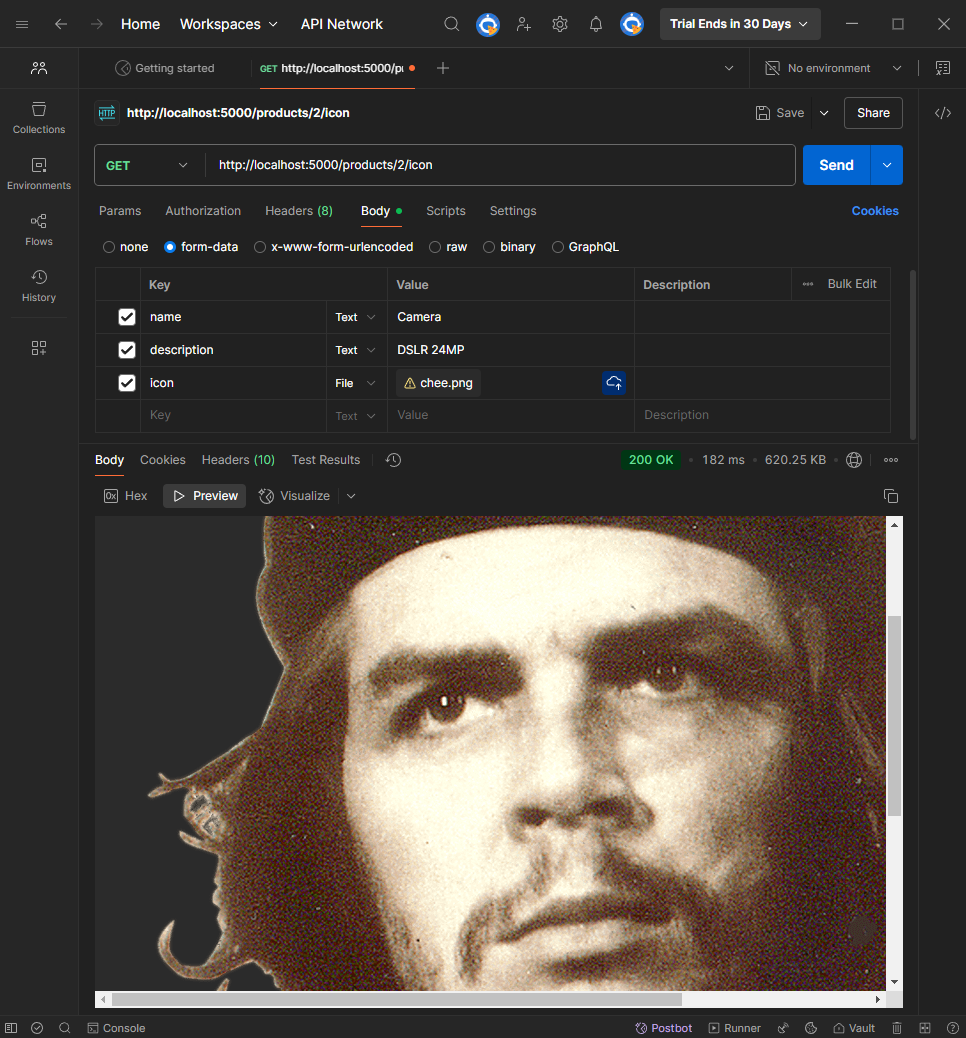 Home Workspaces API Network Trial Ends in 30 Days
Getting started GET http://localhost:5000/pr No environment
Collections
Environments
Flows
History
HTTP http://localhost:5000/products/2/icon Save Share
GET http://localhost:5000/products/2/icon Send
Params Authorization Headers (8) Body Scripts Settings Cookies
none form-data x-www-form-urlencoded raw binary GraphQL
Key Value Description Bulk Edit
name Text Camera
description Text DSLR 24MP
icon File chee.png
Key Text Value Description
Body Cookies Headers (10) Test Results 200 OK 182 ms 620.25 KB
0x Hex Preview Visualize
Console Postbot Runner Vault